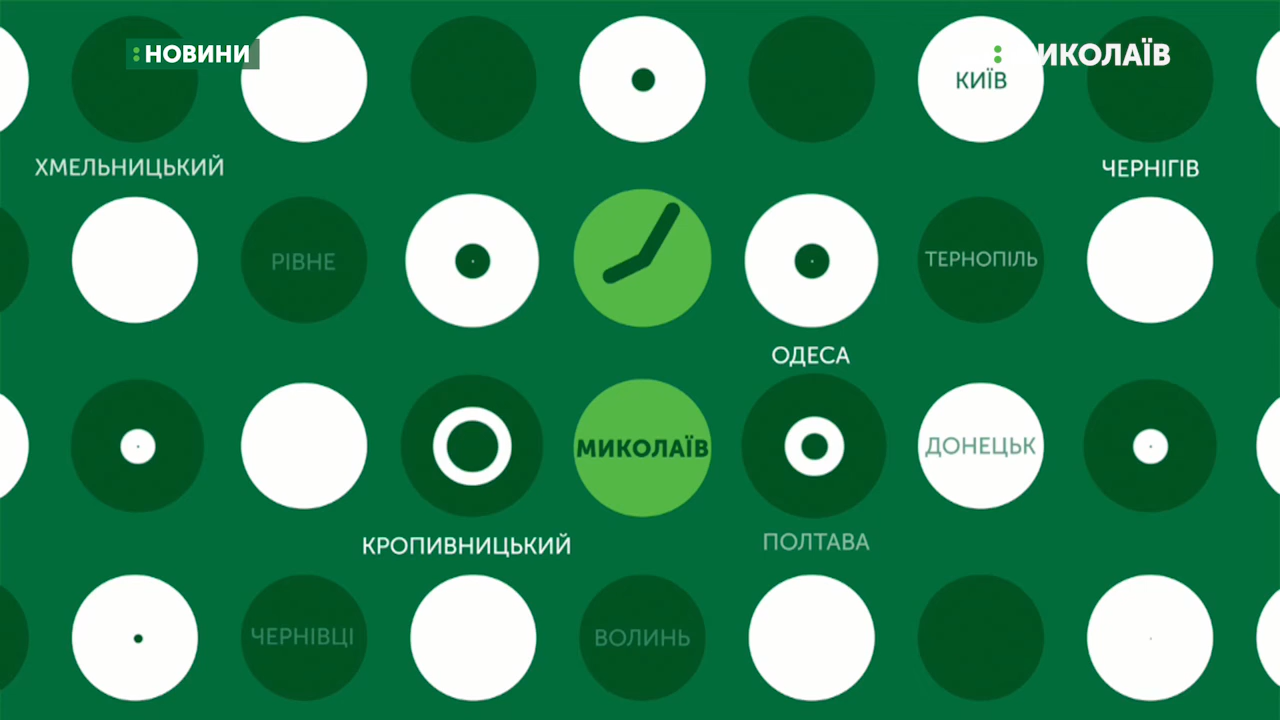 : НОВИНИ
: МИКОЛАЇВ
КИЇВ
ХМЕЛЬНИЦЬКИЙ
ЧЕРНІГІВ
РІВНЕ
ТЕРНОПІЛЬ
ОДЕСА
МИКОЛАЇВ
ДОНЕЦЬК
КРОПИВНИЦЬКИЙ
ПОЛТАВА
ЧЕРНІВЦІ
ВОЛИНЬ